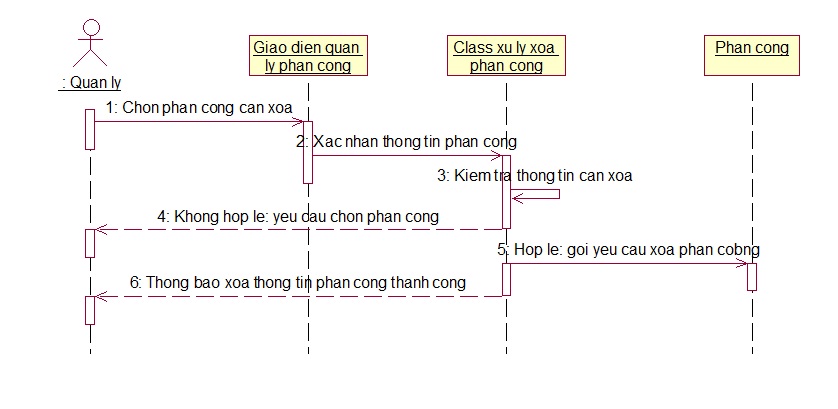 Giao dien quan
ly phan cong
Class xu ly xoa
phan cong
Phan cong
: Quan ly
1: Chon phan cong can xoa
2: Xac nhan thong tin phan cong
3: Kiem tra thong tin can xoa
4: Khong hop le: yeu cau chon phan cong
5: Hop le: goi yeu cau xoa phan cobng
6: Thong bao xoa thong tin phan cong thanh cong